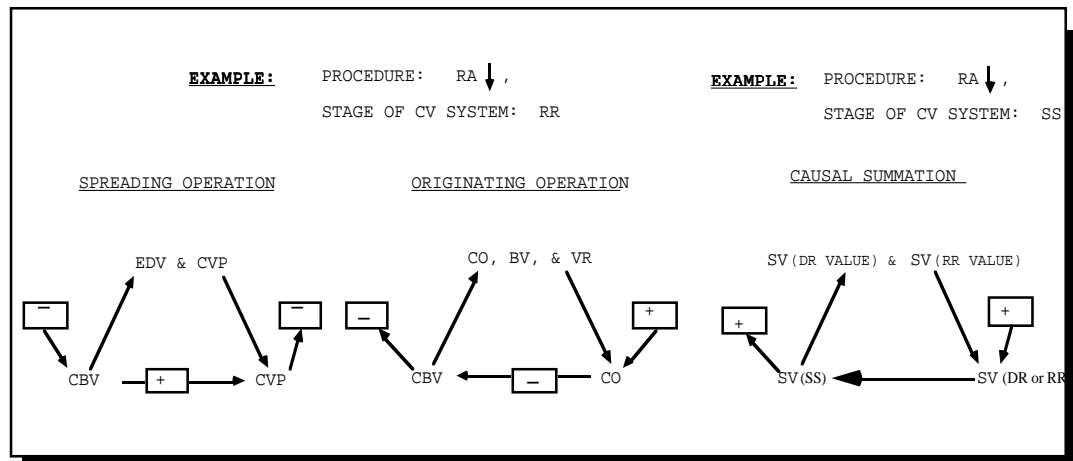 EXAMPLE: PROCEDURE: RA ,
STAGE OF CV SYSTEM: RR
EXAMPLE: PROCEDURE: RA ,
STAGE OF CV SYSTEM: SS
SPREADING OPERATION
EDV & CVP
–
–
CBV
+
CVP
ORIGINATING OPERATION
CO, BV, & VR
–
+
CBV
–
CO
CAUSAL SUMMATION
SV(DR VALUE) & SV(RR VALUE)
+
+
SV(SS)
SV (DR or RR